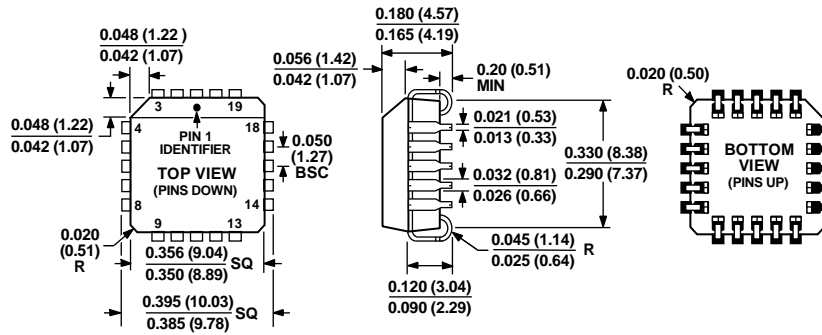 0.048 (1.22 )
0.042 (1.07)
0.180 (4.57)
0.165 (4.19)
0.056 (1.42)
0.042 (1.07)
0.20 (0.51)
MIN
0.020 (0.50)
R
3
19
0.048 (1.22)
0.042 (1.07)
4
18
PIN 1
IDENTIFIER
TOP VIEW
(PINS DOWN)
0.050
(1.27)
BSC
8
14
9
13
0.021 (0.53)
0.013 (0.33)
0.032 (0.81)
0.026 (0.66)
0.330 (8.38)
0.290 (7.37)
BOTTOM
VIEW
(PINS UP)
0.020
(0.51)
R
0.356 (9.04)
0.350 (8.89)
SQ
0.395 (10.03)
0.385 (9.78)
SQ
0.045 (1.14)
0.025 (0.64)
R
0.120 (3.04)
0.090 (2.29)